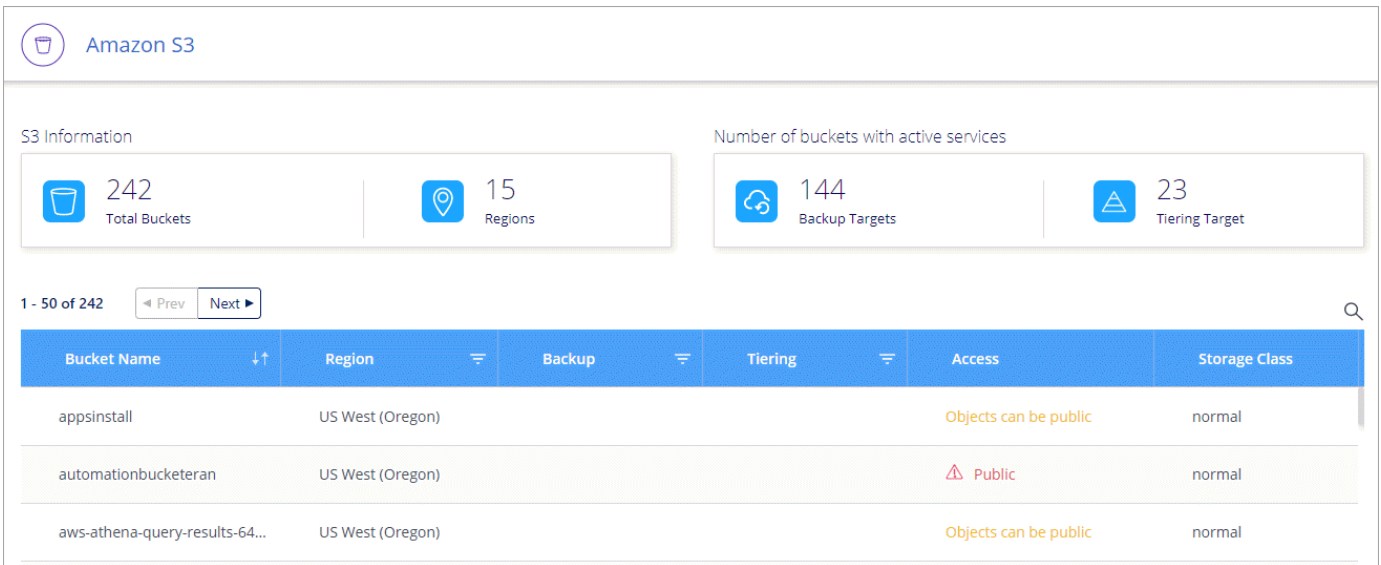 Amazon S3
S3 Information
Number of buckets with active services
242
Total Buckets
15
Regions
144
Backup Targets
23
Tiering Target
1 - 50 of 242
Prev
Next
Bucket Name Region Backup Tiering Access Storage Class
appsinstall US West (Oregon) Objects can be public normal
automationbucketeran US West (Oregon) Public normal
aws-athena-query-results-64... US West (Oregon) Objects can be public normal